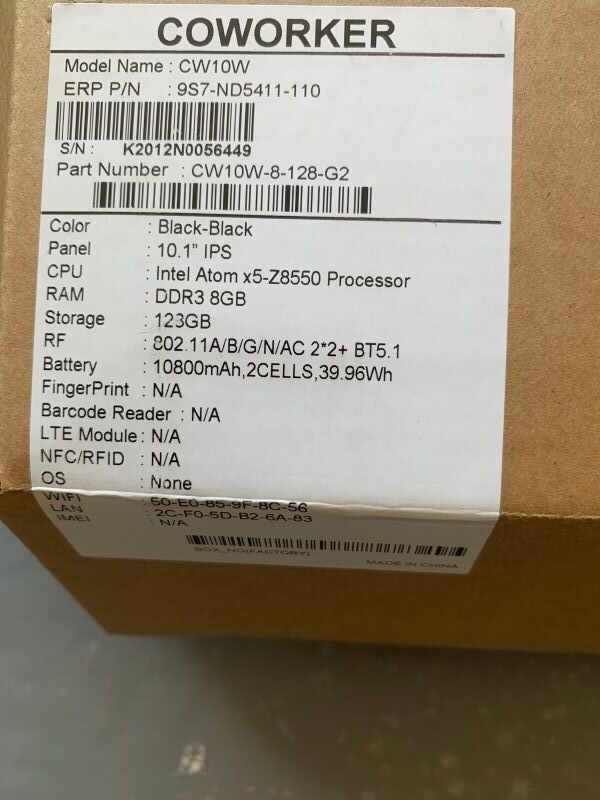 COWORKER
Model Name : CW10W
ERP P/N : 9S7-ND5411-110
S/N : K2012N0056449
Part Number : CW10W-8-128-G2
Color : Black-Black
Panel : 10.1" IPS
CPU : Intel Atom x5-Z8550 Processor
RAM : DDR3 8GB
Storage : 128GB
RF : 802.11A/B/G/N/AC 2*2+ BT5.1
Battery : 10800mAh,2CELLS,39.96Wh
FingerPrint : N/A
Barcode Reader : N/A
LTE Module : N/A
NFC/RFID : N/A
OS : None
WIFI : 50-E0-85-9F-8C-56
LAN : 2C-F0-5D-B2-6A-83
IMEI : N/A
BOX_NO(FACTORY)
MADE IN CHINA